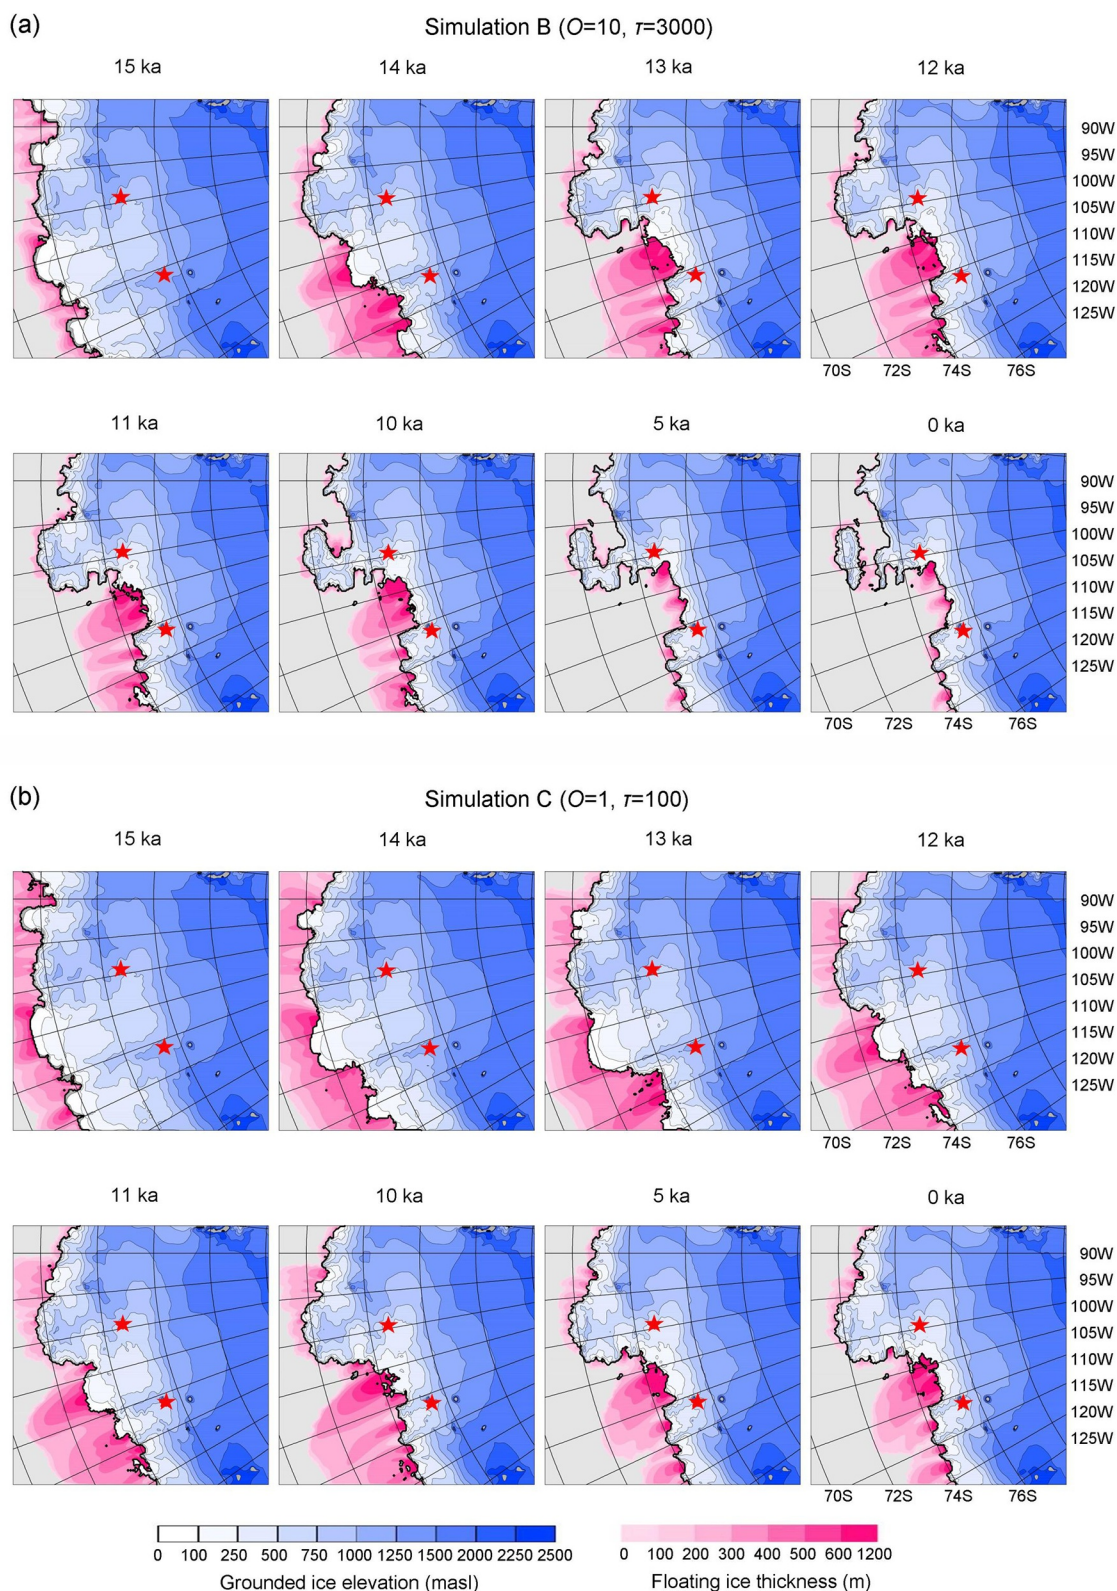 (a)
Simulation B (O=10, τ=3000)
15 ka 14 ka 13 ka 12 ka
90W
95W
100W
105W
110W
115W
120W
125W
70S 72S 74S 76S
11 ka 10 ka 5 ka 0 ka
90W
95W
100W
105W
110W
115W
120W
125W
70S 72S 74S 76S
(b)
Simulation C (O=1, τ=100)
15 ka 14 ka 13 ka 12 ka
90W
95W
100W
105W
110W
115W
120W
125W
70S 72S 74S 76S
11 ka 10 ka 5 ka 0 ka
90W
95W
100W
105W
110W
115W
120W
125W
70S 72S 74S 76S
0 100 250 500 750 1000 1500 2000 2250 2500
Grounded ice elevation (masl)
0 100 200 300 400 500 600 1200
Floating ice thickness (m)